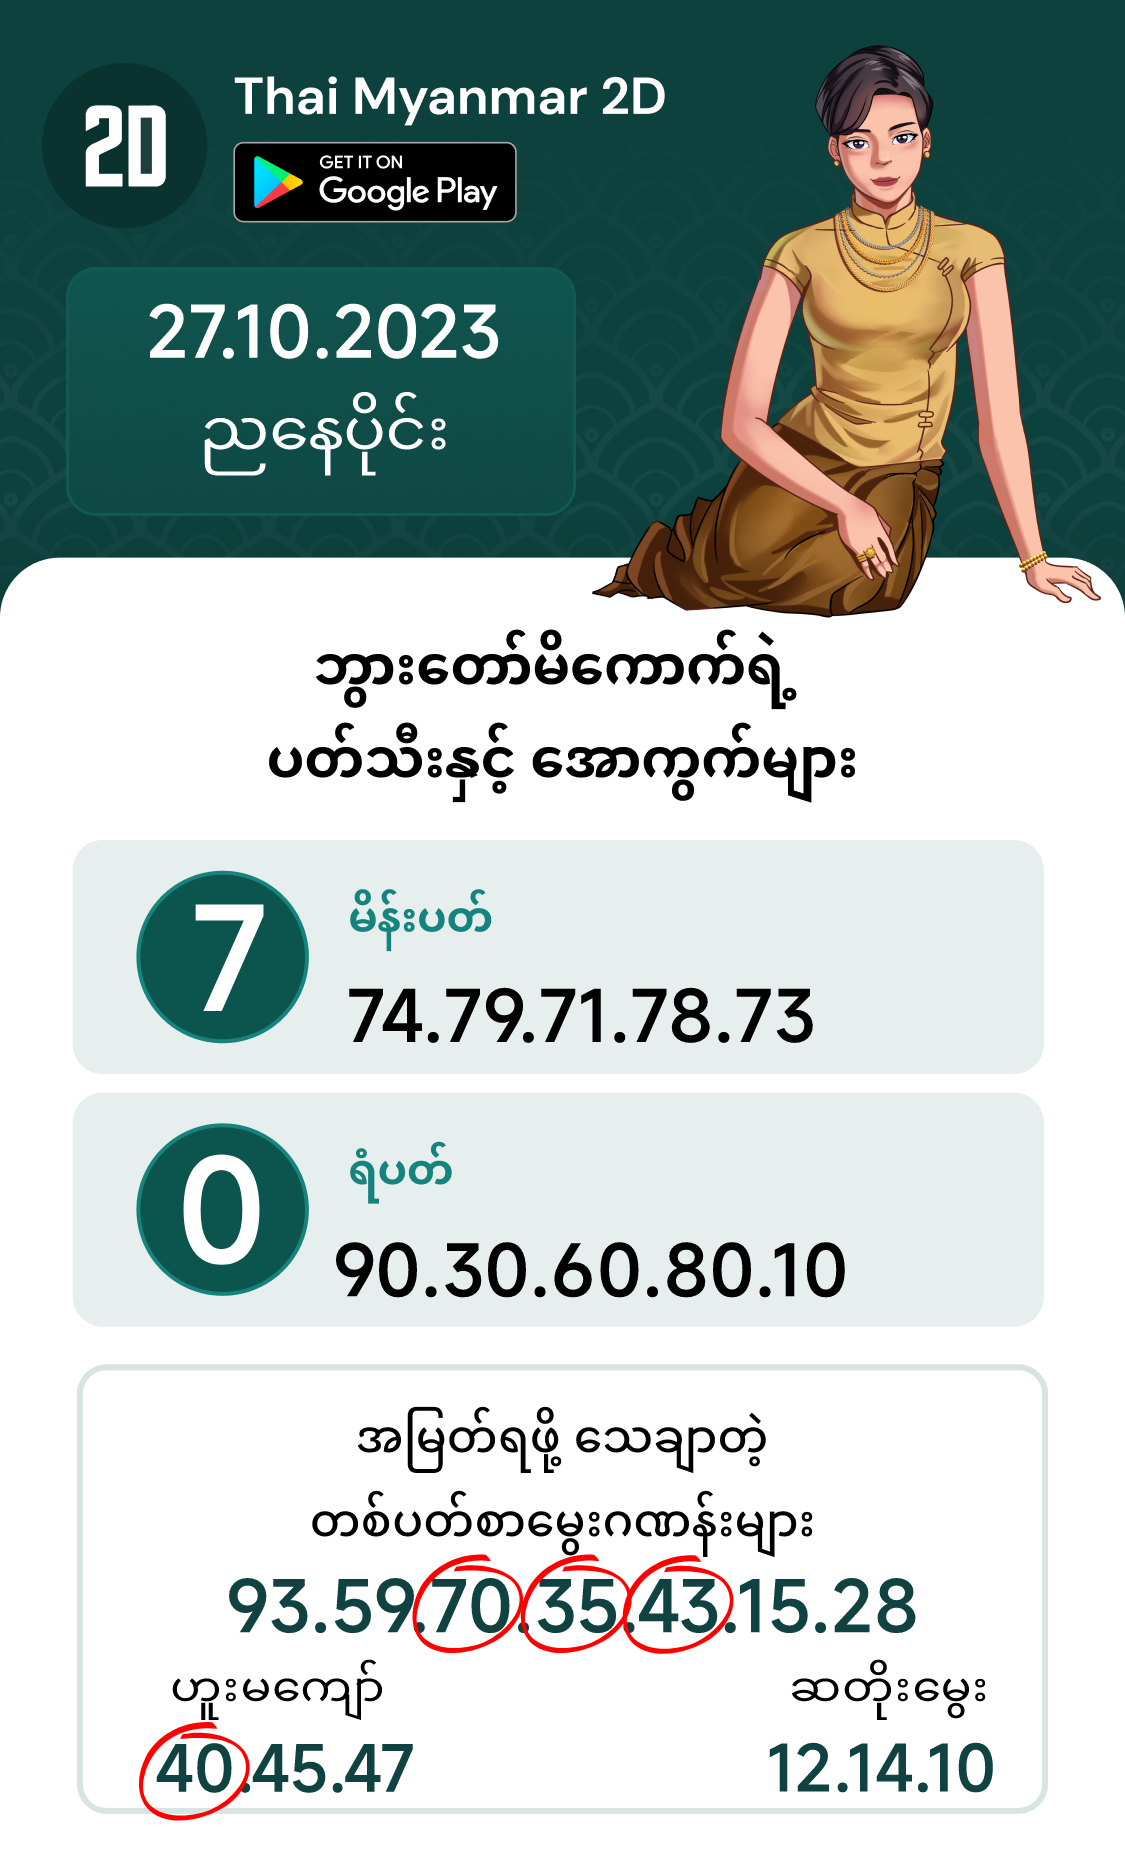 2D
Thai Myanmar 2D
GET IT ON
Google Play
27.10.2023
ညနေပိုင်း
ဘွားတော်မိကောက်ရဲ့
ပတ်သီးနှင့် အောကွက်များ
7
မိန်းပတ်
74.79.71.78.73
0
ရံပတ်
90.30.60.80.10
အမြတ်ရဖို့ သေချာတဲ့
တစ်ပတ်စာမွေးဂဏန်းများ
93.59.70.35.43.15.28
ဟူးမကျော်
ဆတိုးမွေး
40.45.47
12.14.10